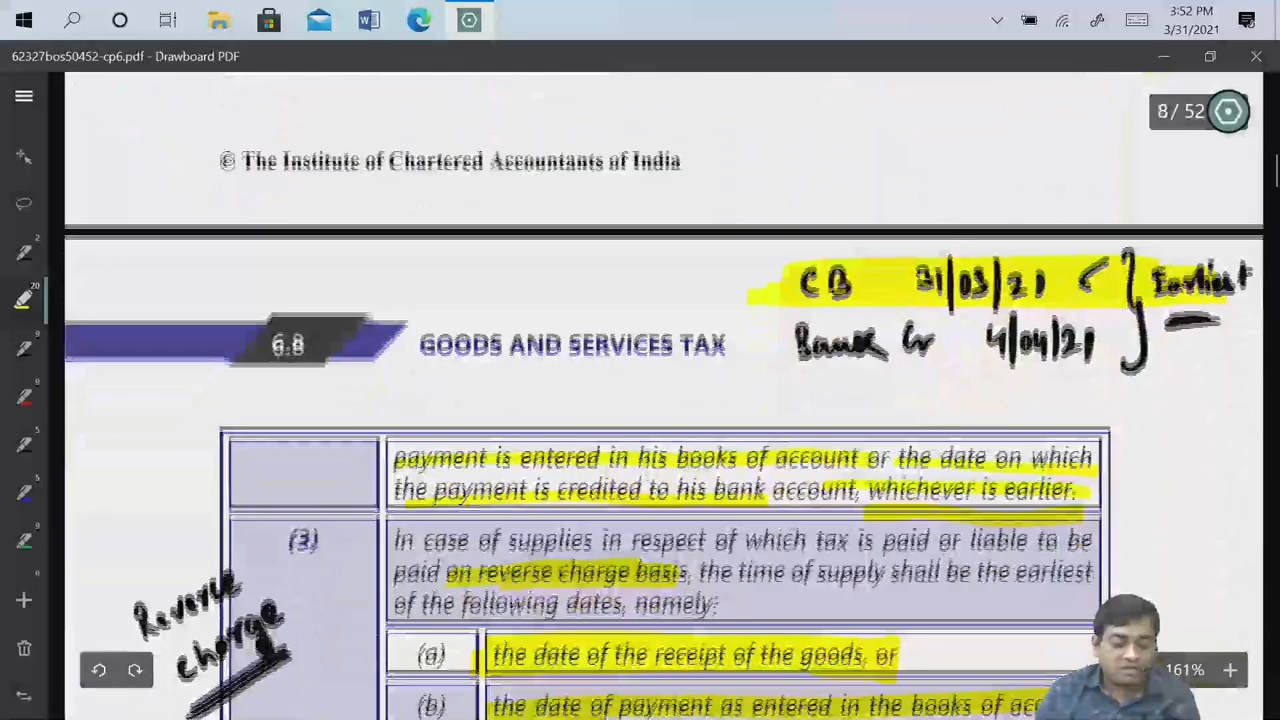 3:52 PM
3/31/2021
62327bos50452-cp6.pdf - Drawboard PDF
8 / 52
© The Institute of Chartered Accountants of India
CB 31/03/21
Earliest
Bank Cr 4/04/21
6.8 GOODS AND SERVICES TAX
payment is entered in his books of account or the date on which
the payment is credited to his bank account, whichever is earlier.
(3) In case of supplies in respect of which tax is paid or liable to be
paid on reverse charge basis, the time of supply shall be the earliest
of the following dates, namely:
Reverse
charge
(a) the date of the receipt of the goods, or
161%
(b) the date of payment as entered in the books of